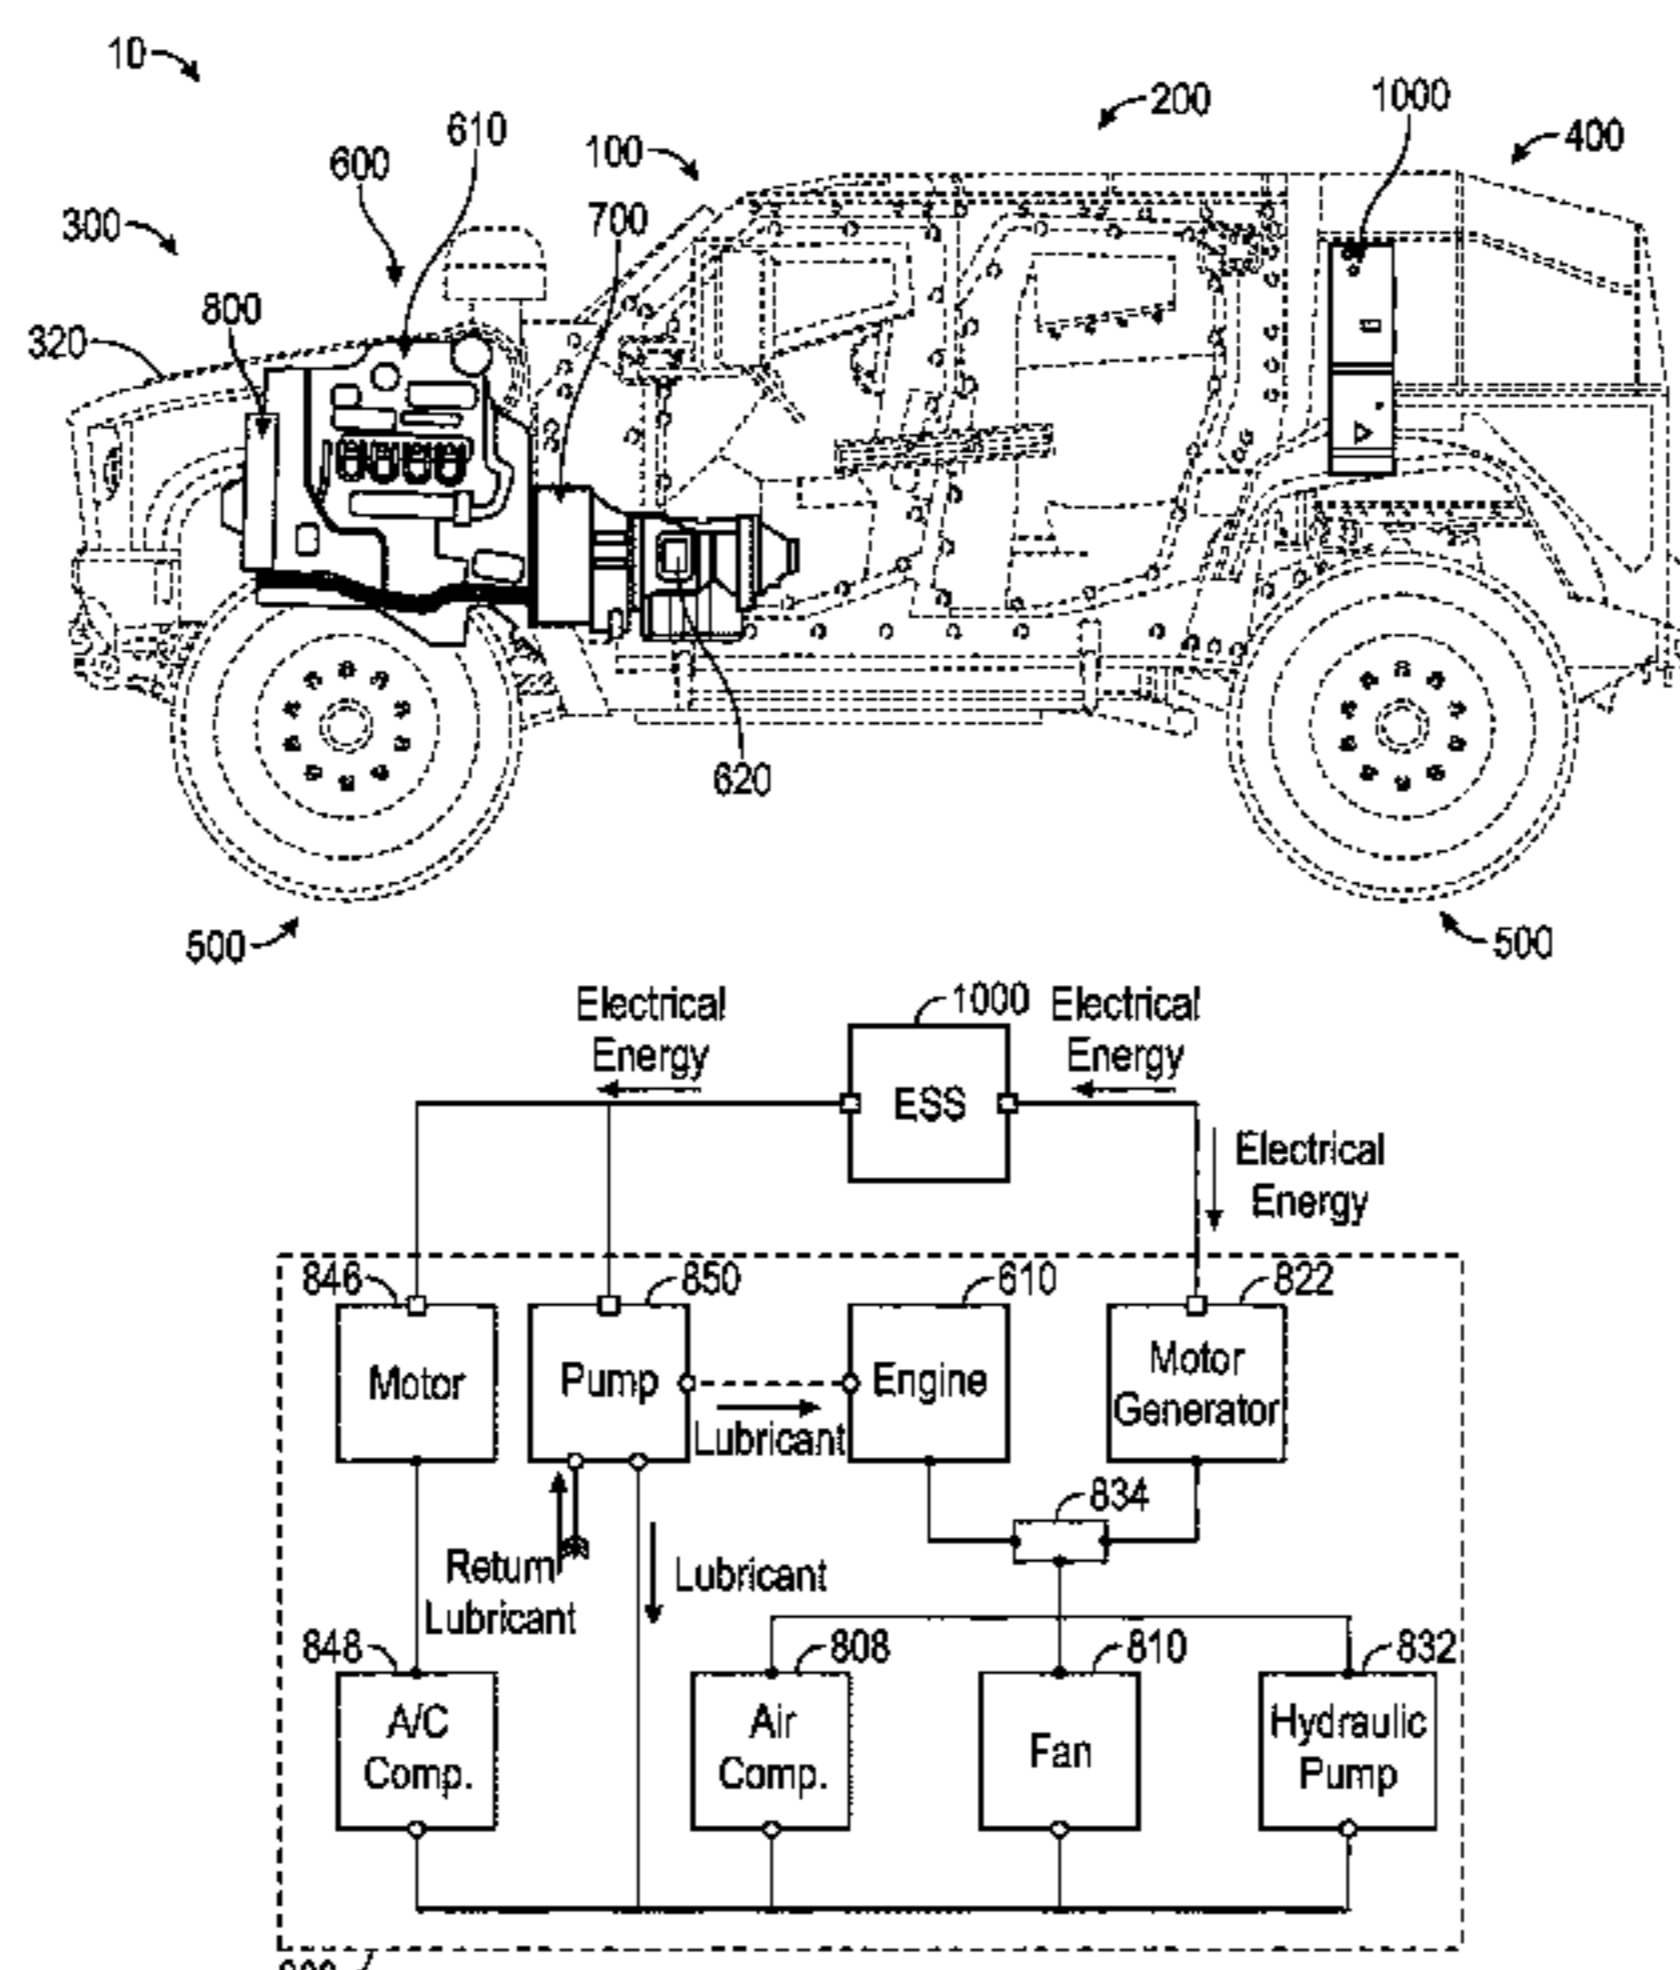 10
200
1000
400
610
100
600
700
300
800
320
620
500
500
Electrical
Energy
1000
Electrical
Energy
ESS
Electrical
Energy
846
850
610
822
Motor
Pump
Engine
Motor
Generator
Lubricant
834
Return
Lubricant
Lubricant
848
808
810
832
A/C
Comp.
Air
Comp.
Fan
Hydraulic
Pump